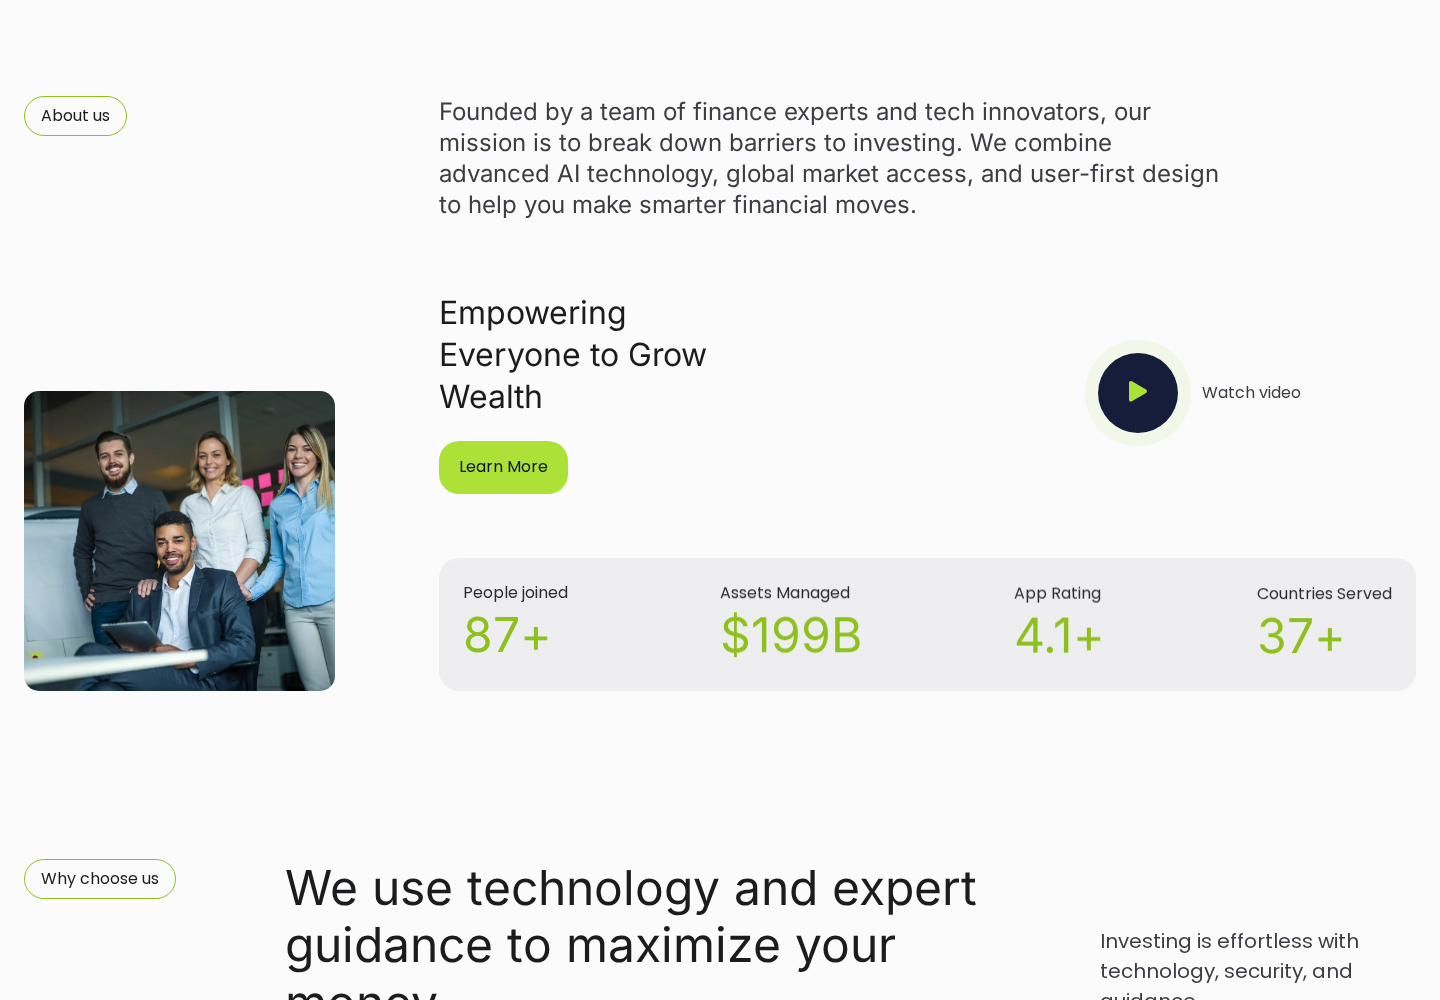 About us
Founded by a team of finance experts and tech innovators, our
mission is to break down barriers to investing. We combine
advanced AI technology, global market access, and user-first design
to help you make smarter financial moves.
Empowering
Everyone to Grow
Wealth
Learn More
Watch video
People joined
87+
Assets Managed
$199B
App Rating
4.1+
Countries Served
37+
Why choose us
We use technology and expert
guidance to maximize your
money
Investing is effortless with
technology, security, and
guidance